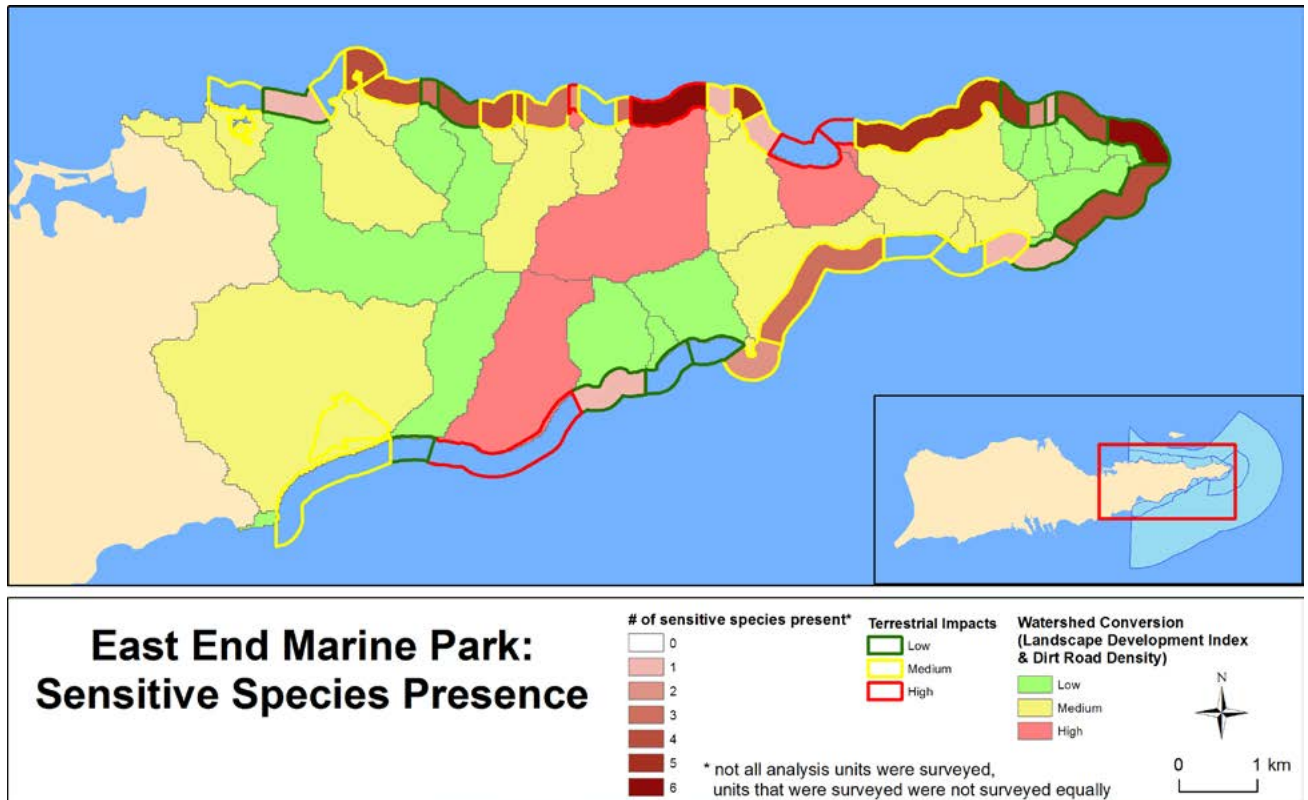 East End Marine Park:
Sensitive Species Presence
# of sensitive species present*
0
1
2
3
4
5
6
Terrestrial Impacts
Low
Medium
High
Watershed Conversion
(Landscape Development Index
& Dirt Road Density)
Low
Medium
High
N
0 1 km
* not all analysis units were surveyed,
units that were surveyed were not surveyed equally